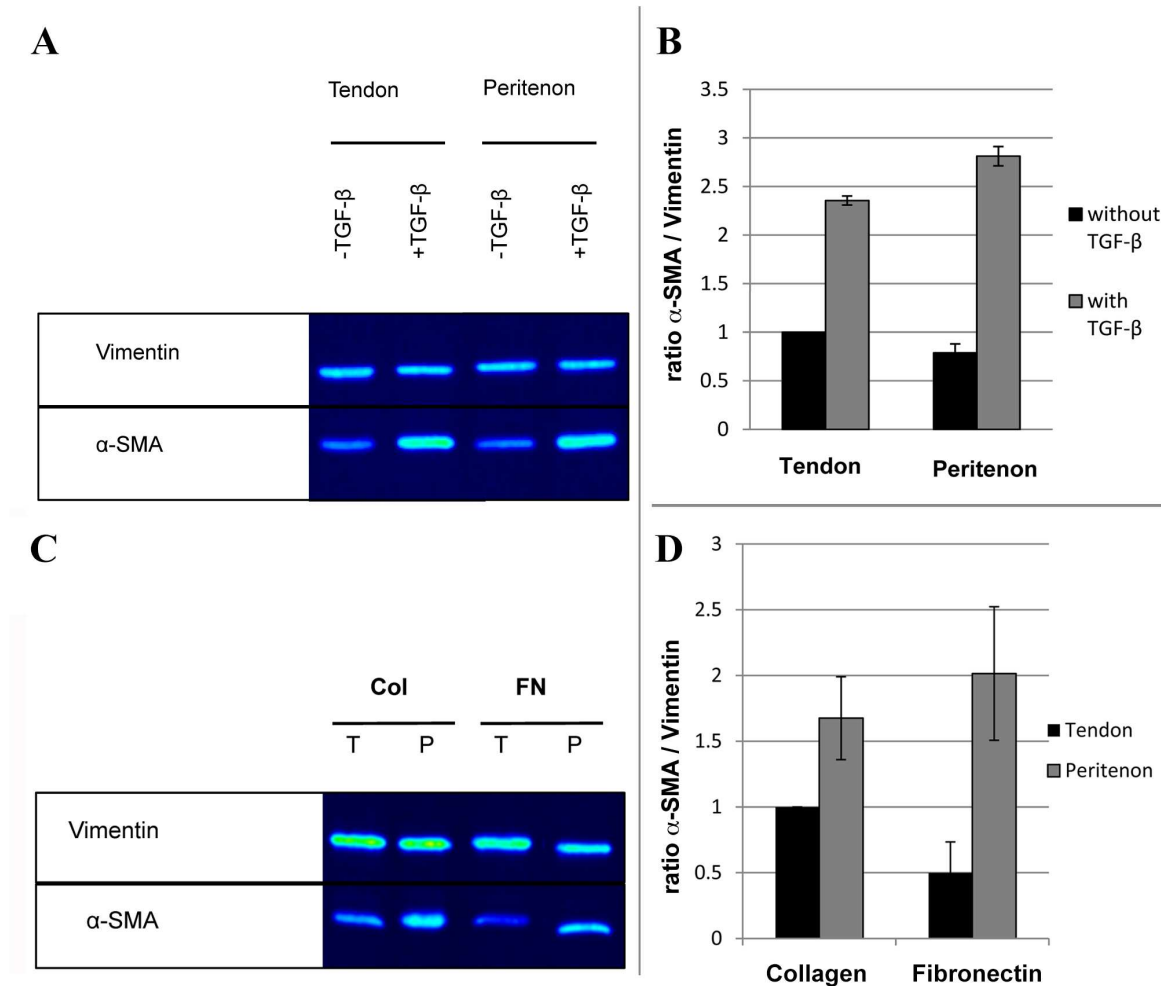 A
Tendon Peritenon
-TGF-β +TGF-β -TGF-β +TGF-β
Vimentin
α-SMA
B
ratio α-SMA / Vimentin
3.5
3
2.5
2
1.5
1
0.5
0
Tendon Peritenon
without
TGF-β
with
TGF-β
C
Col FN
T P T P
Vimentin
α-SMA
D
ratio α-SMA / Vimentin
3
2.5
2
1.5
1
0.5
0
Collagen Fibronectin
Tendon
Peritenon